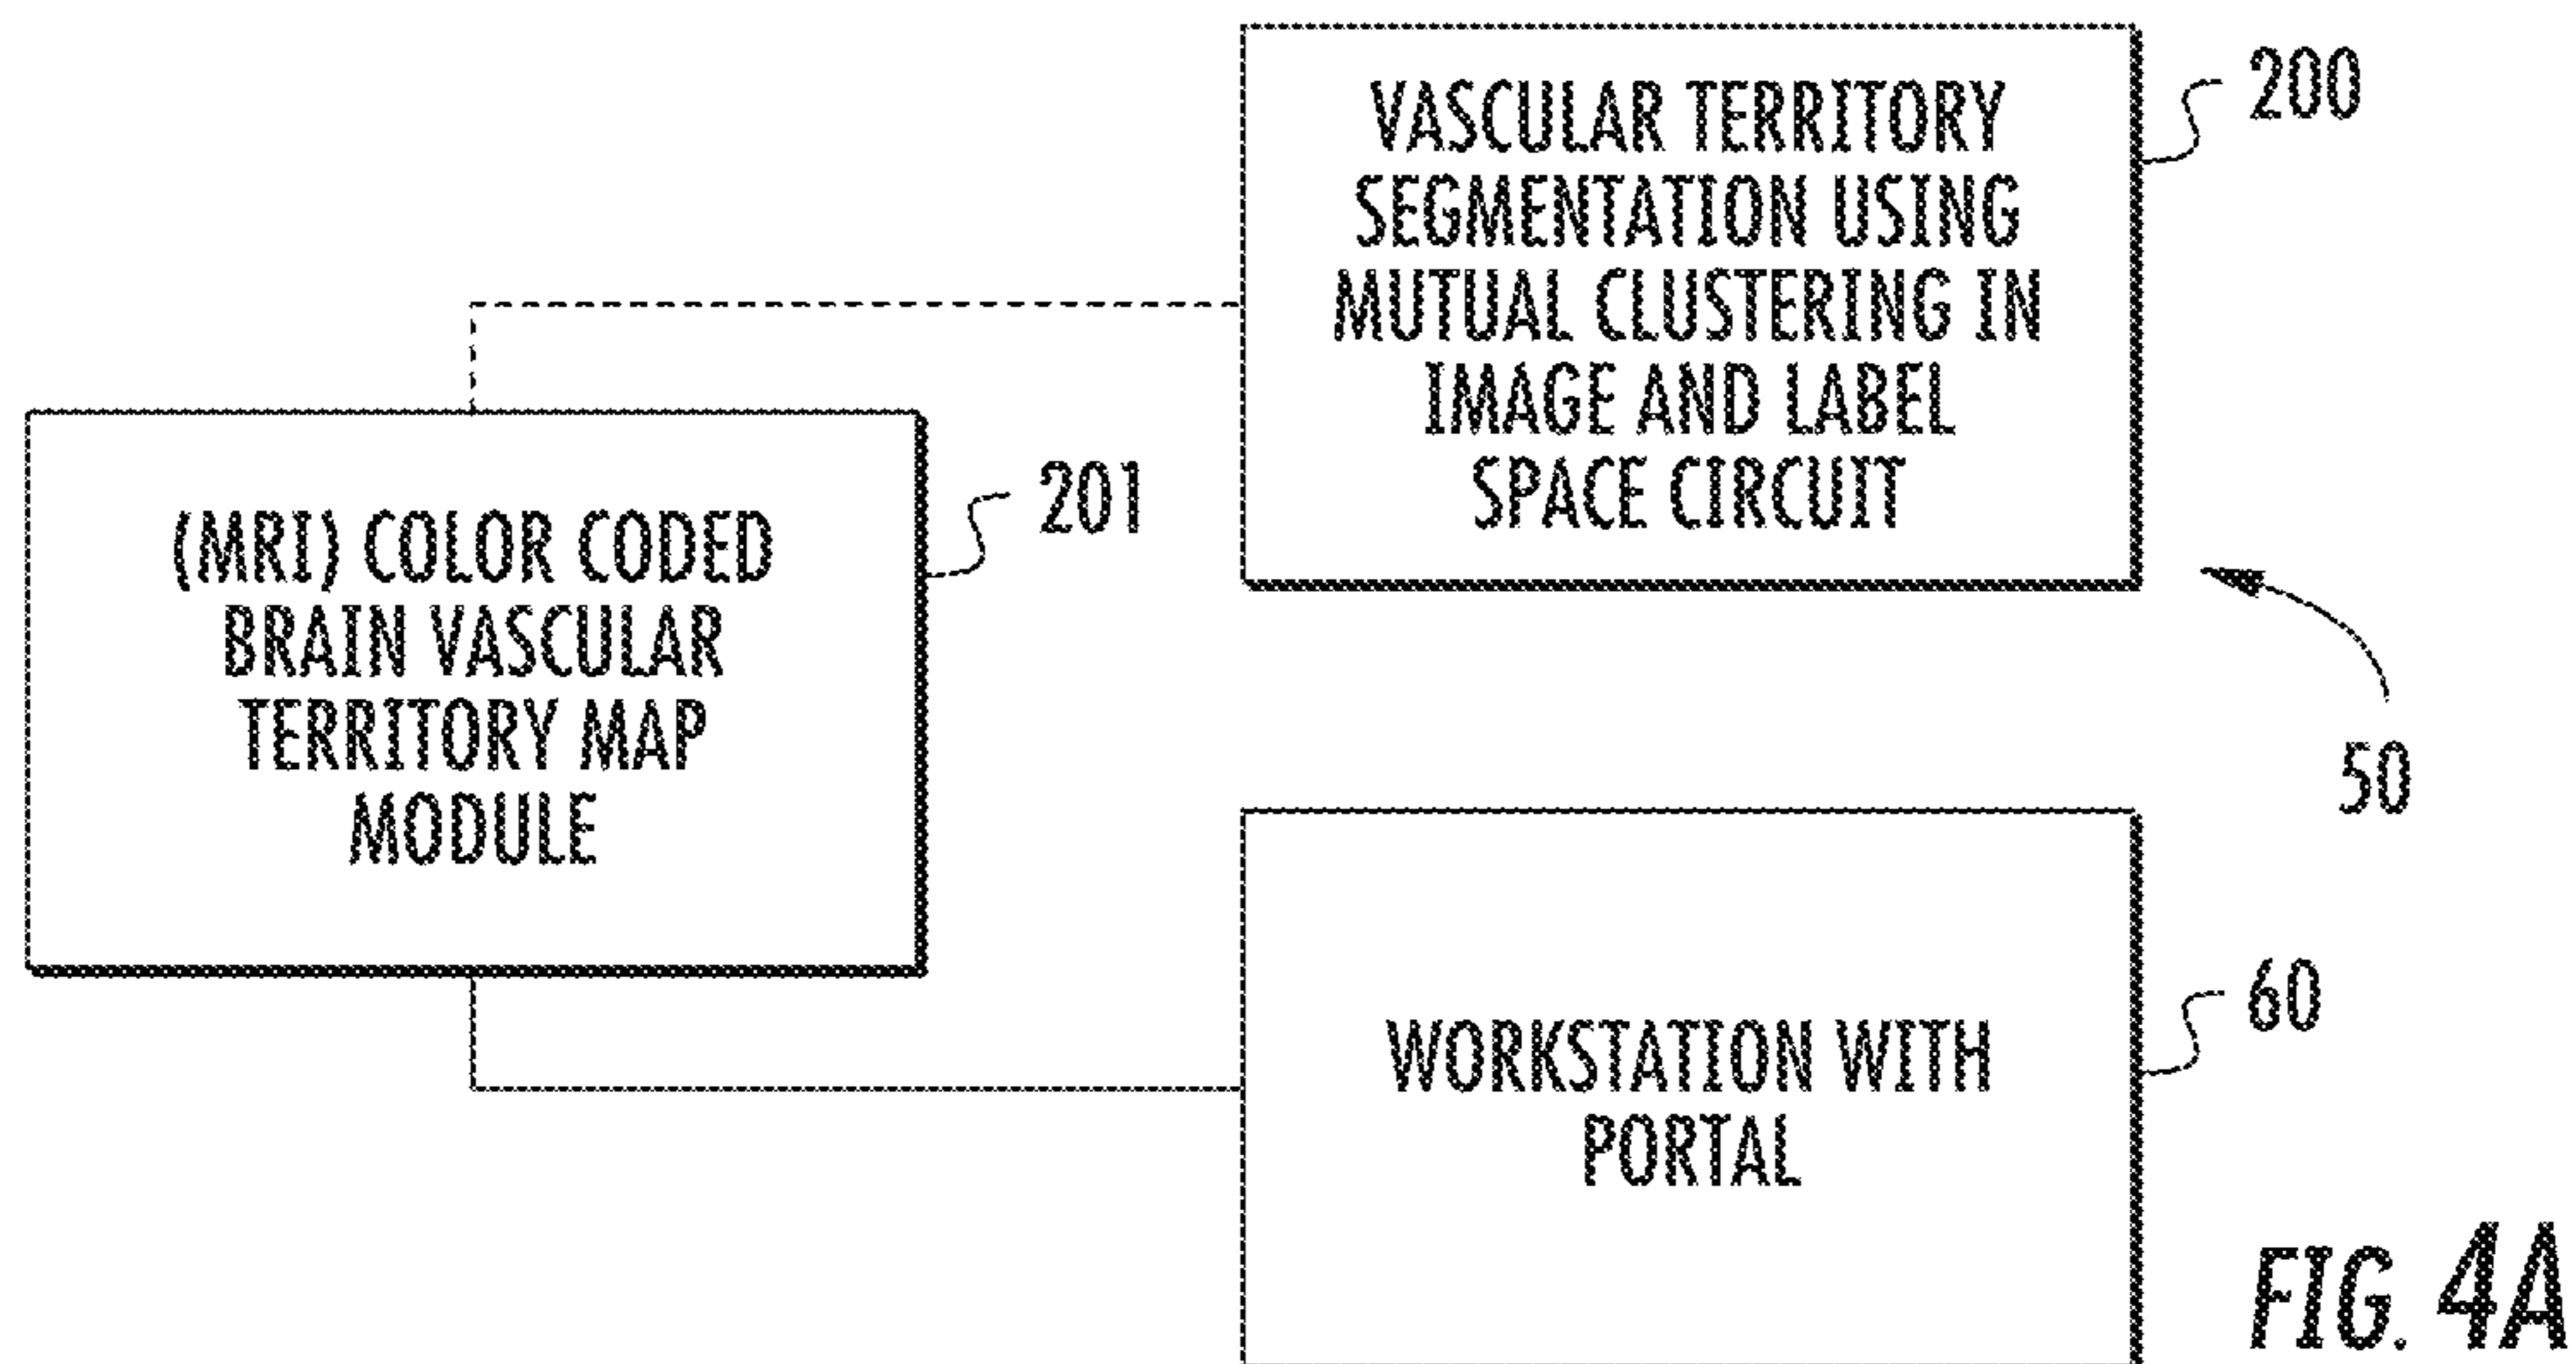 VASCULAR TERRITORY
SEGMENTATION USING
MUTUAL CLUSTERING IN
IMAGE AND LABEL
SPACE CIRCUIT
200
(MRI) COLOR CODED
BRAIN VASCULAR
TERRITORY MAP
MODULE
201
50
WORKSTATION WITH
PORTAL
60
FIG. 4A